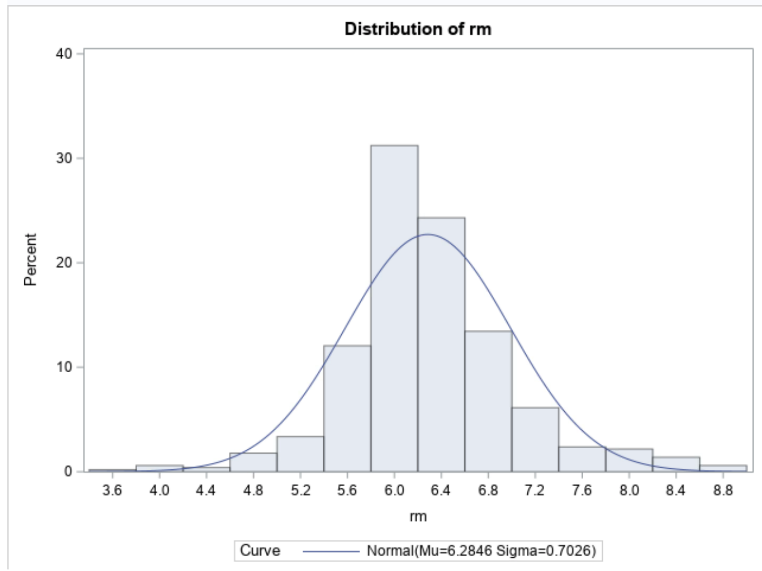 Distribution of rm
40
30
20
10
0
Percent
3.6 4.0 4.4 4.8 5.2 5.6 6.0 6.4 6.8 7.2 7.6 8.0 8.4 8.8
rm
Curve Normal(Mu=6.2846 Sigma=0.7026)